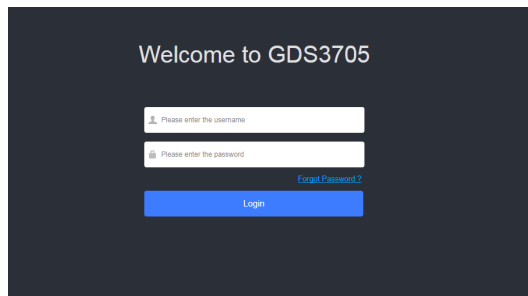 Welcome to GDS3705
Please enter the username
Please enter the password
Forgot Password ?
Login